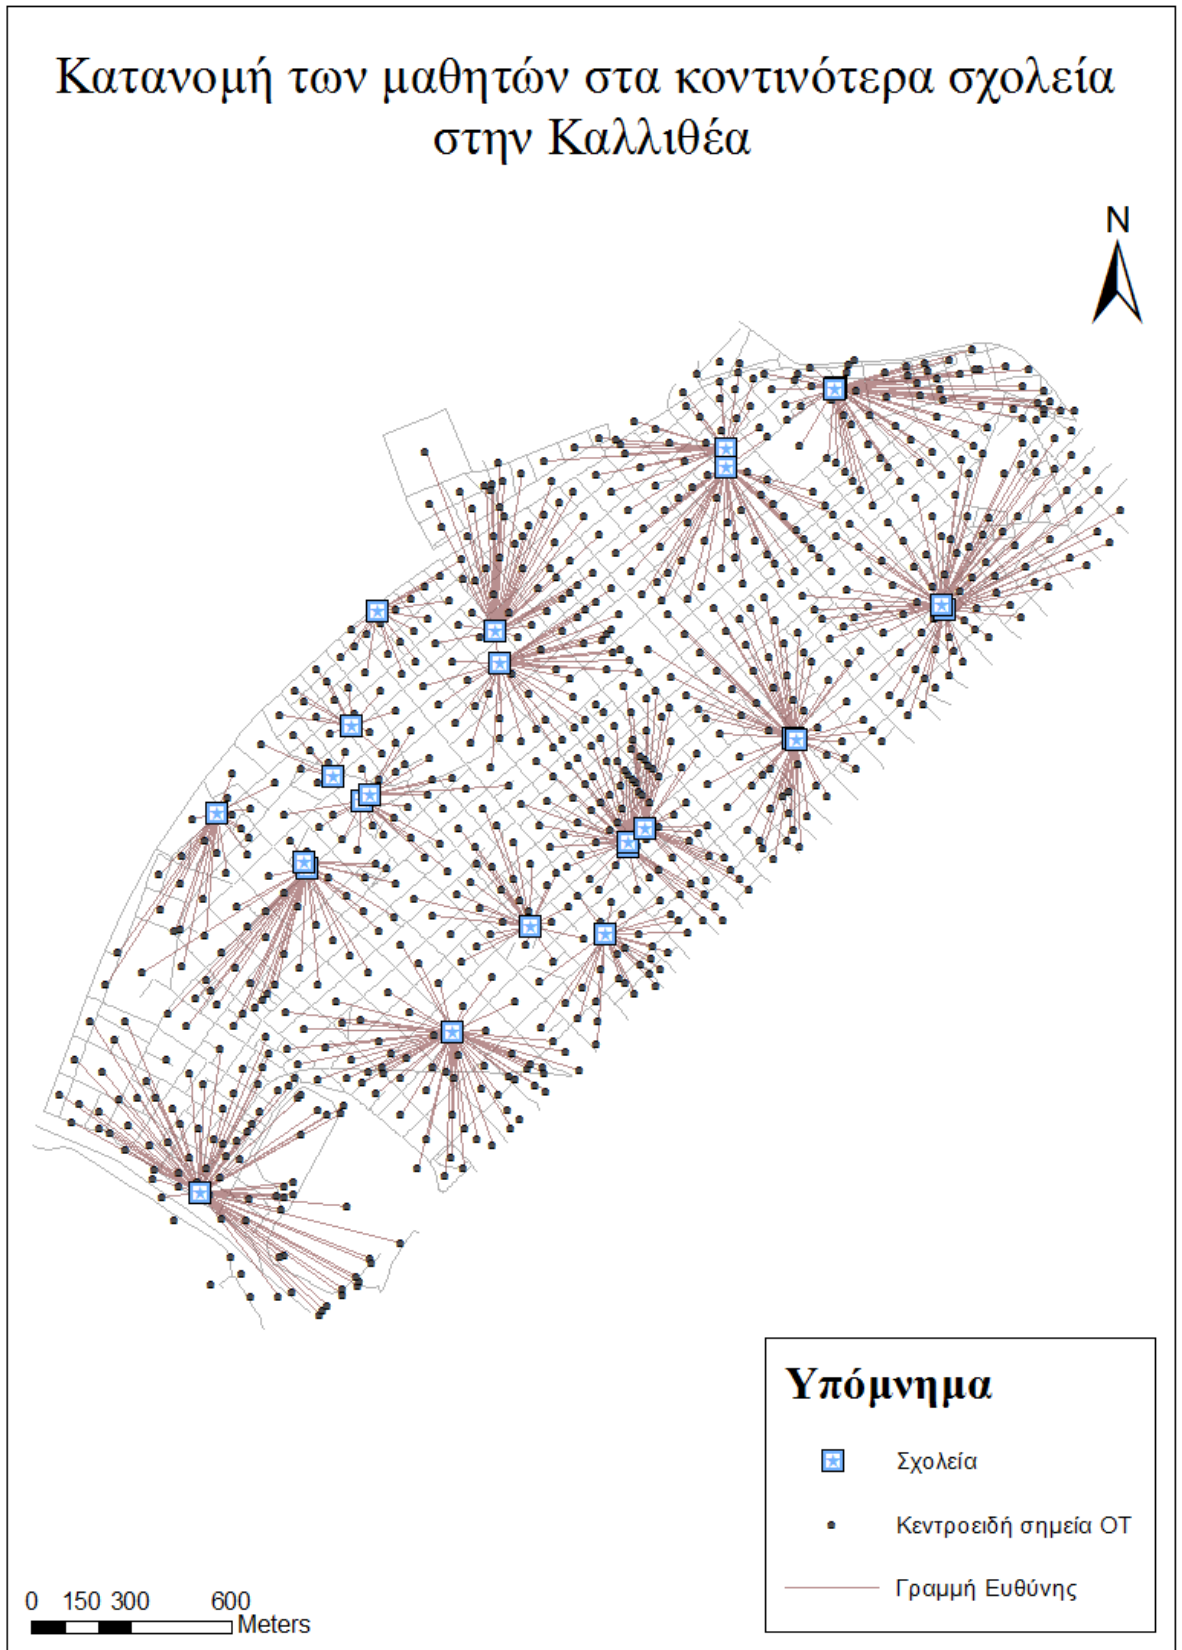 Κατανομή των μαθητών στα κοντινότερα σχολεία
στην Καλλιθέα
N
Υπόμνημα
Σχολεία
Κεντροειδή σημεία ΟΤ
Γραμμή Ευθύνης
0 150 300 600
Meters